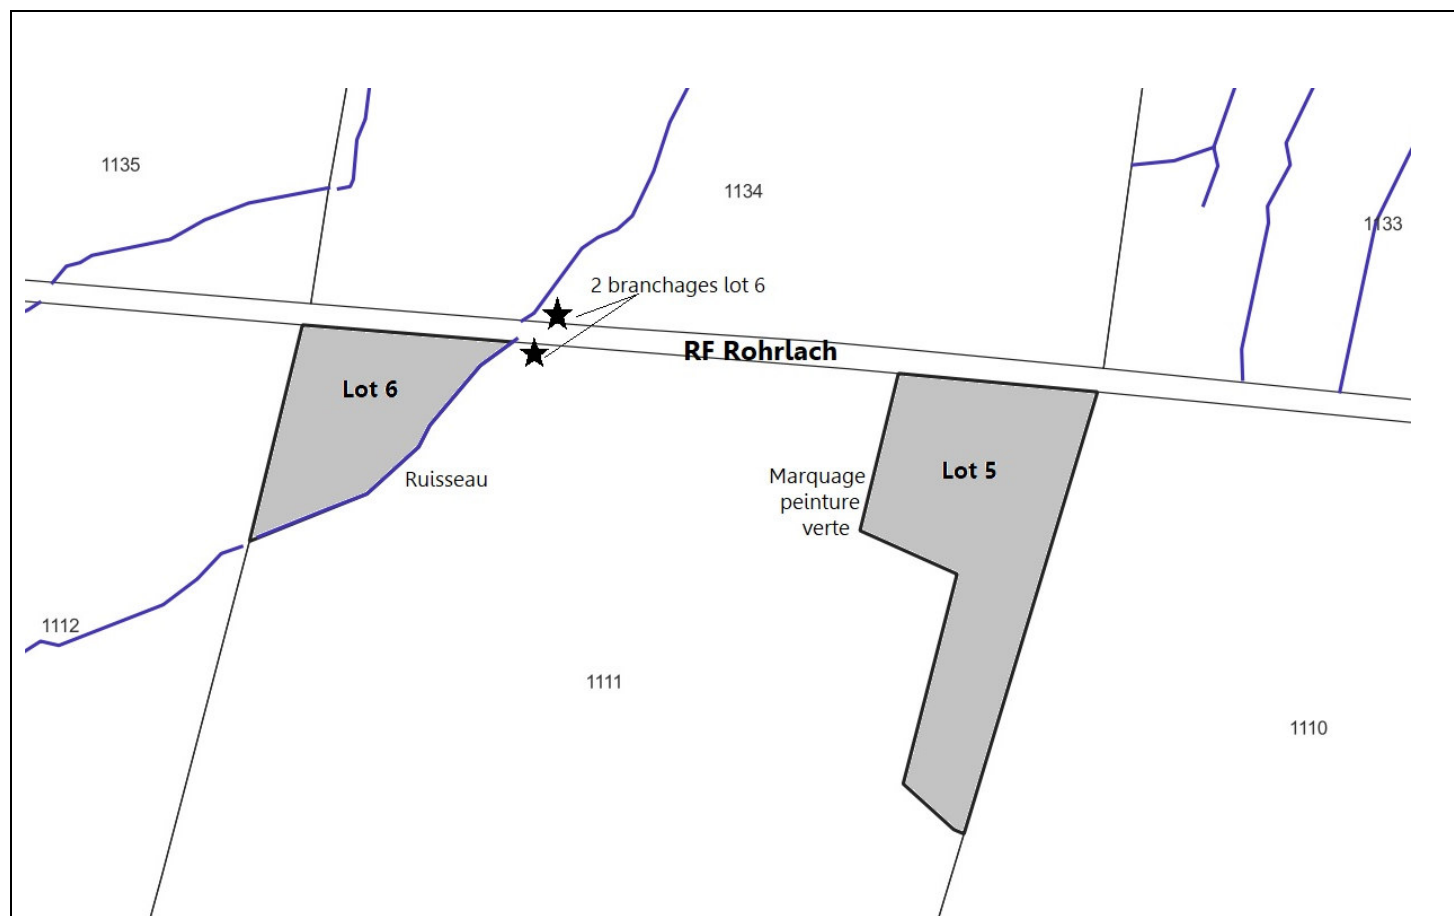 1135
1134
1133
2 branchages lot 6
RF Rohrlach
Lot 6
Lot 5
Ruisseau
Marquage
peinture
verte
1112
1111
1110